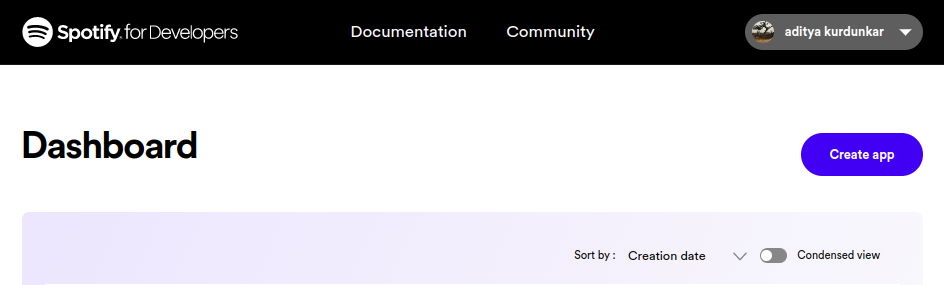 Spotify® for Developers Documentation Community aditya kurdunkar
Dashboard
Create app
Sort by : Creation date Condensed view